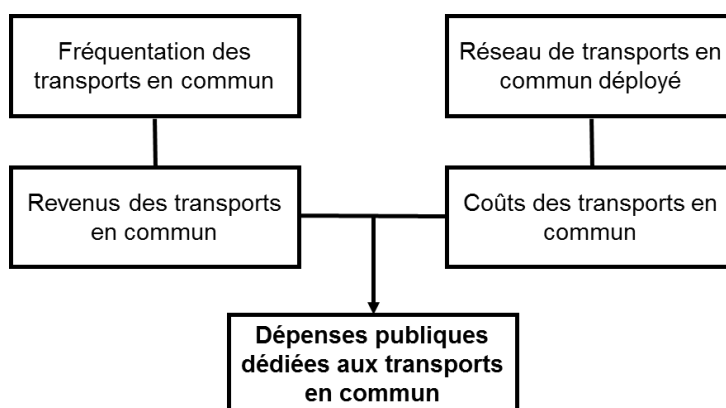 Fréquentation des
transports en commun
Réseau de transports en
commun déployé
Revenus des transports
en commun
Coûts des transports en
commun
Dépenses publiques
dédiées aux transports
en commun